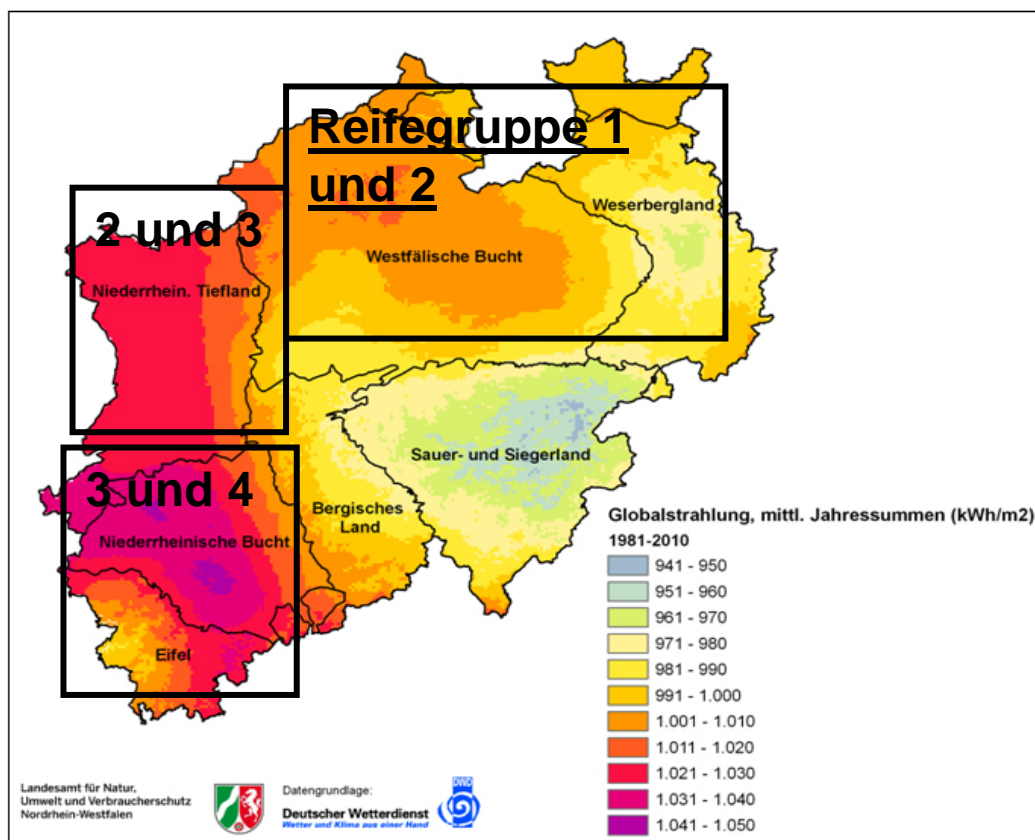 Reifegruppe 1
und 2
Weserbergland
2 und 3
Westfälische Bucht
Niederrhein. Tiefland
Sauer- und Siegerland
3 und 4
Bergisches
Land
Niederrheinische Bucht
Eifel
Globalstrahlung, mittl. Jahressummen (kWh/m2)
1981-2010
941 - 950
951 - 960
961 - 970
971 - 980
981 - 990
991 - 1.000
1.001 - 1.010
1.011 - 1.020
1.021 - 1.030
1.031 - 1.040
1.041 - 1.050
Landesamt für Natur,
Umwelt und Verbraucherschutz
Nordrhein-Westfalen
Datengrundlage:
Deutscher Wetterdienst
Wetter und Klima aus einer Hand
DWD